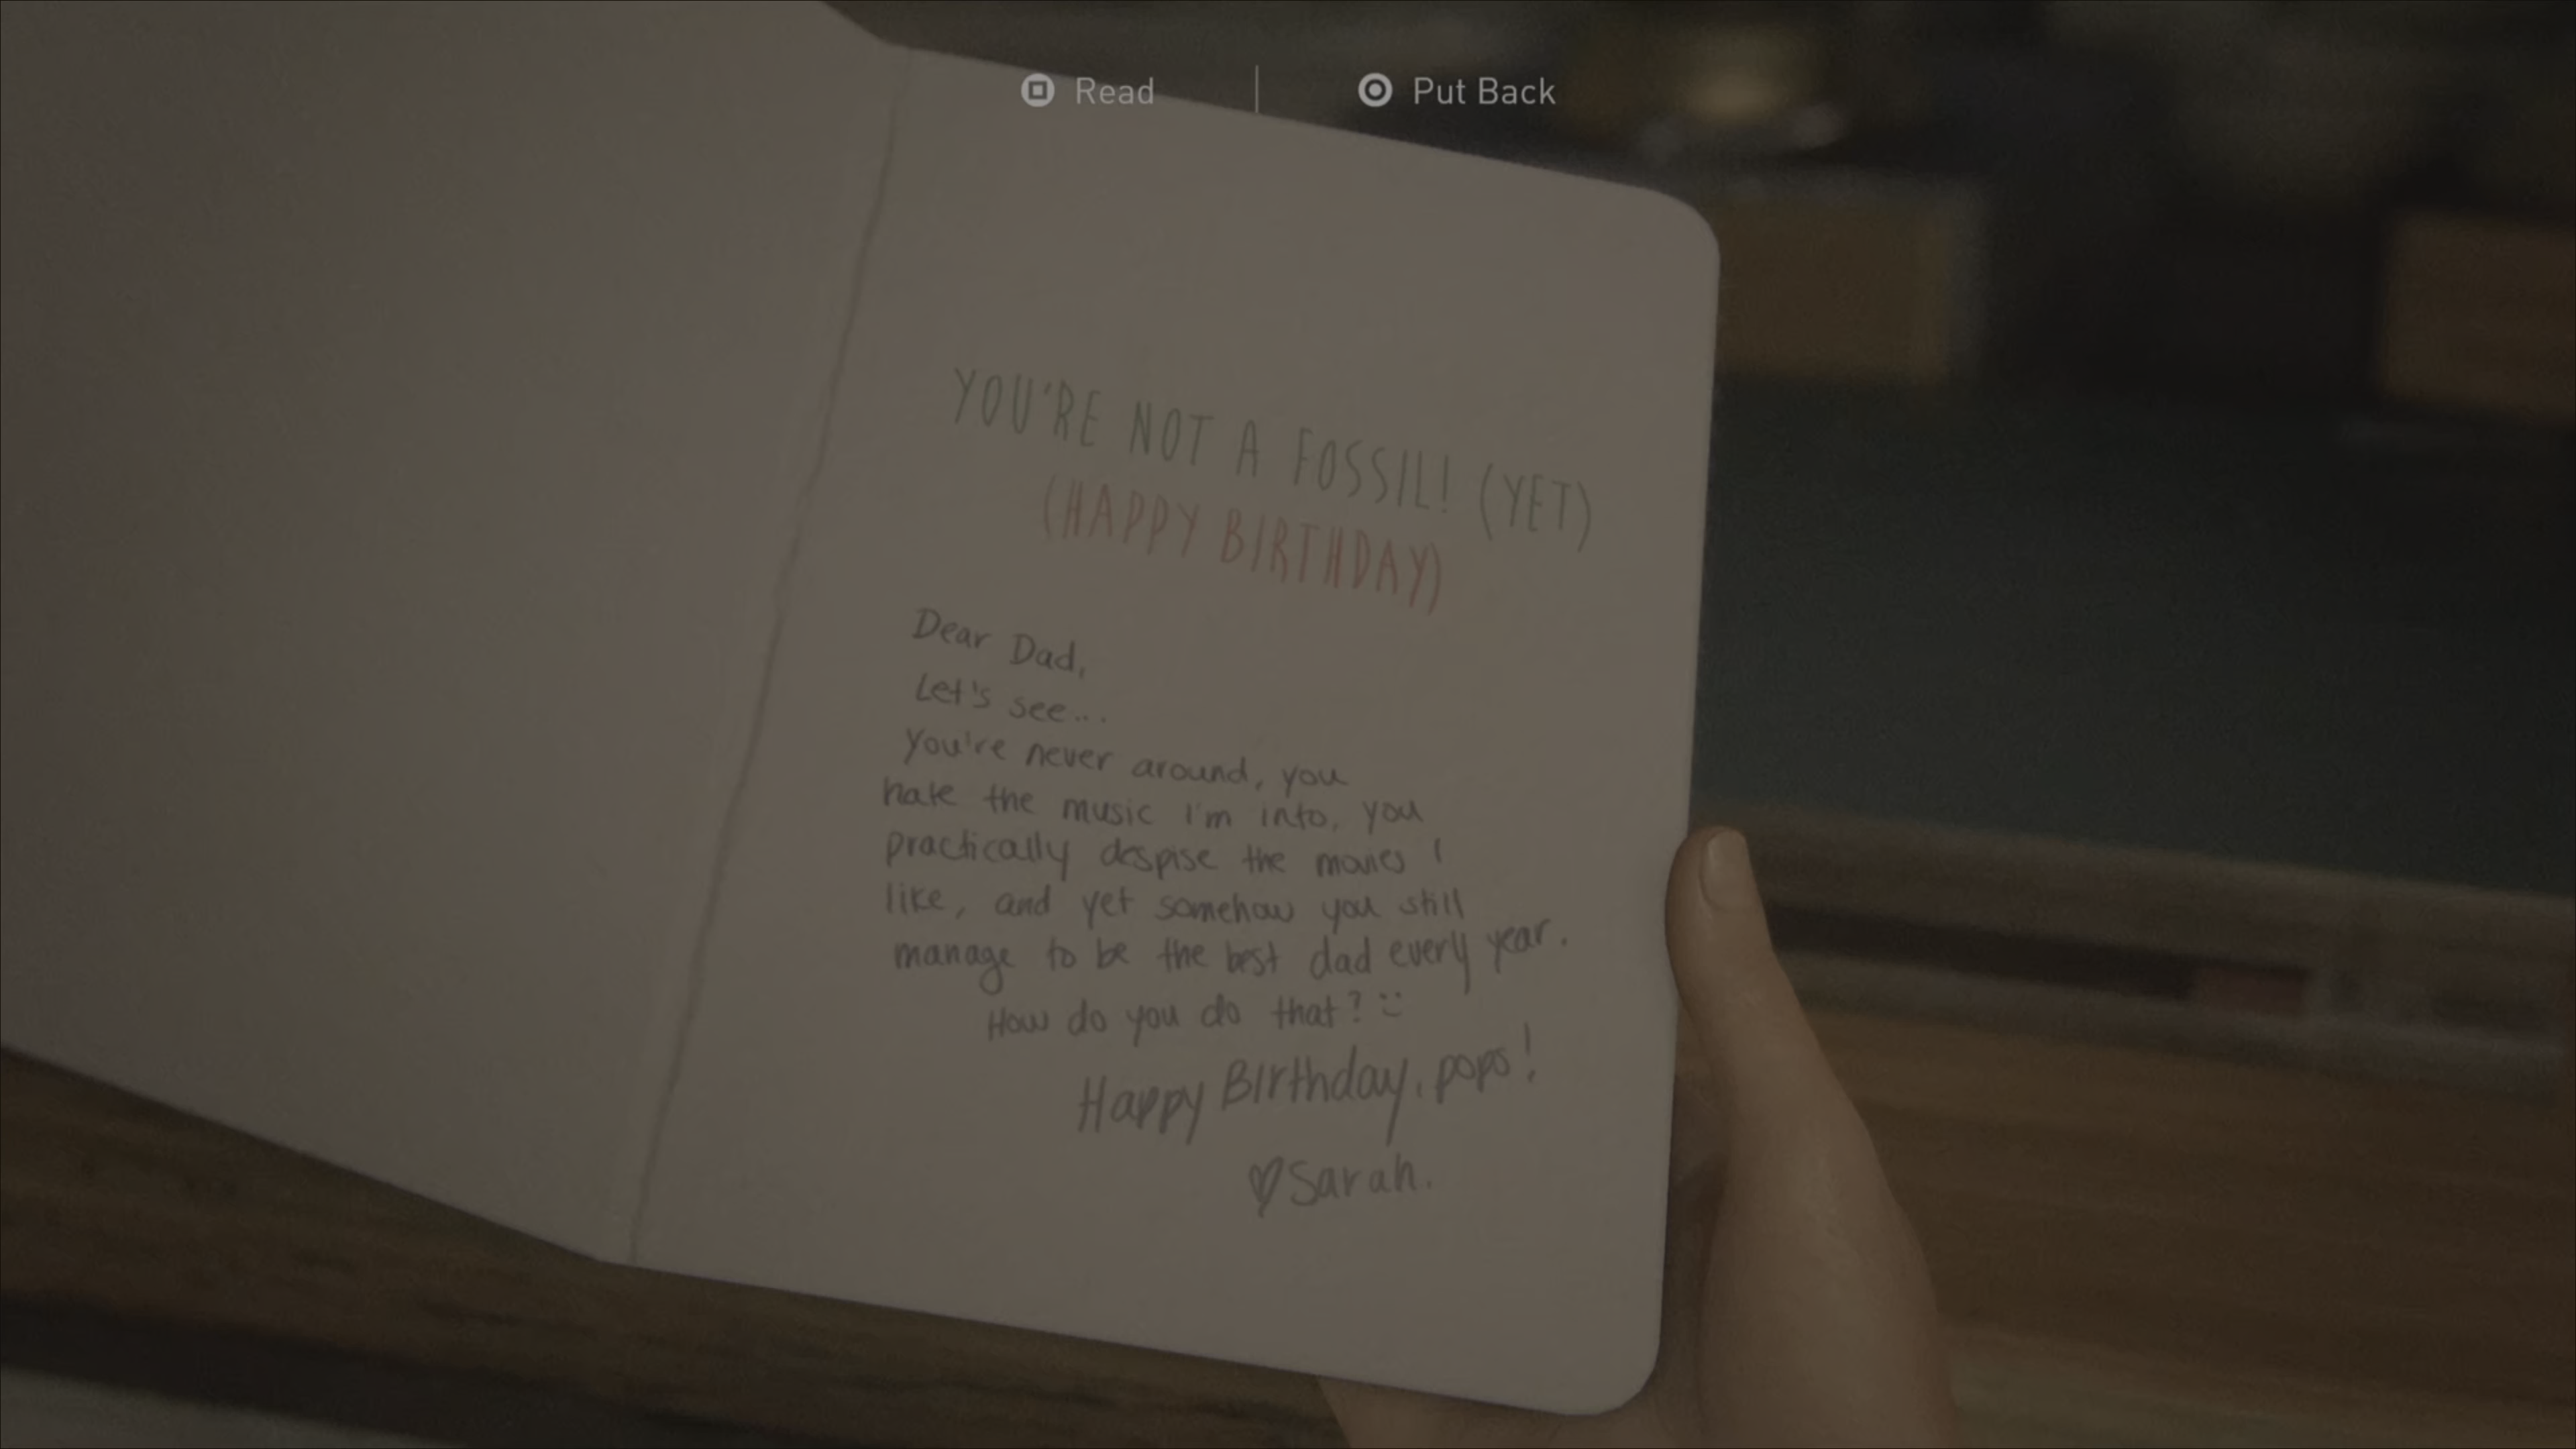 Read | Put Back
YOU'RE NOT A FOSSIL! (YET)
(HAPPY BIRTHDAY)
Dear Dad,
Let's see...
You're never around, you
hate the music I'm into, you
practically despise the movies I
like, and yet somehow you still
manage to be the best dad every year.
How do you do that? :)
Happy Birthday, pops!
♡Sarah.